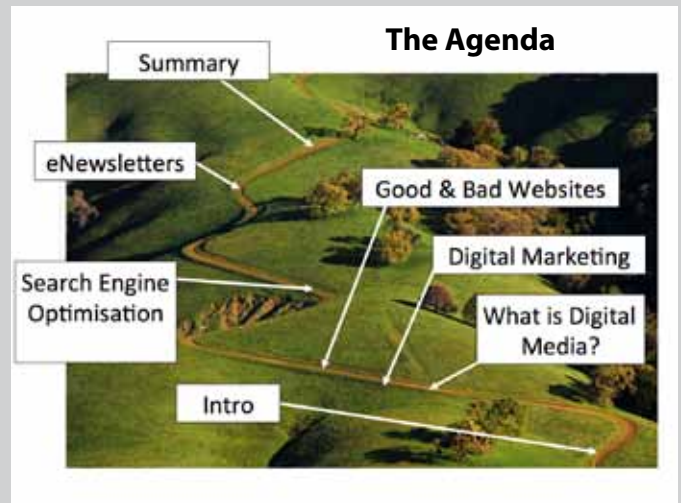 The Agenda
Summary
eNewsletters
Good & Bad Websites
Digital Marketing
Search Engine
Optimisation
What is Digital
Media?
Intro